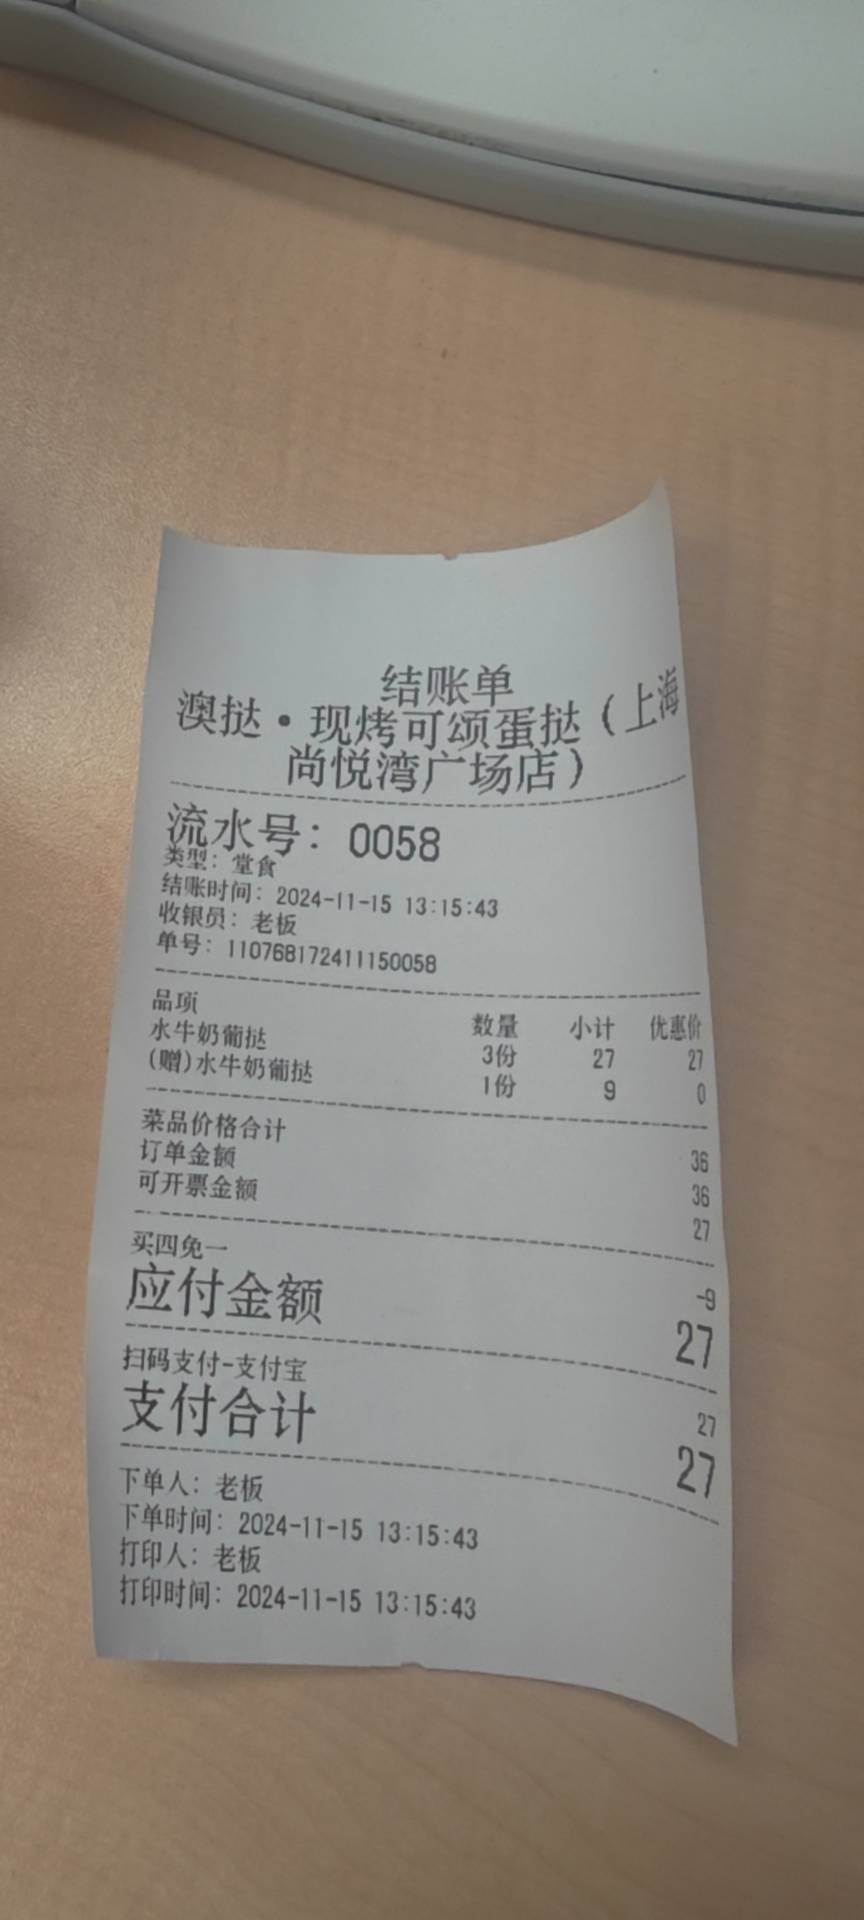 结账单
澳挞·现烤可颂蛋挞（上海
尚悦湾广场店）
流水号：0058
类型：堂食
结账时间：2024-11-15 13:15:43
收银员：老板
单号：110768172411150058
品项 数量 小计 优惠价
水牛奶葡挞 3份 27 27
(赠)水牛奶葡挞 1份 9 0
菜品价格合计 36
订单金额 36
可开票金额 27
买四免一 -9
应付金额 27
扫码支付-支付宝 27
支付合计 27
下单人：老板
下单时间：2024-11-15 13:15:43
打印人：老板
打印时间：2024-11-15 13:15:43